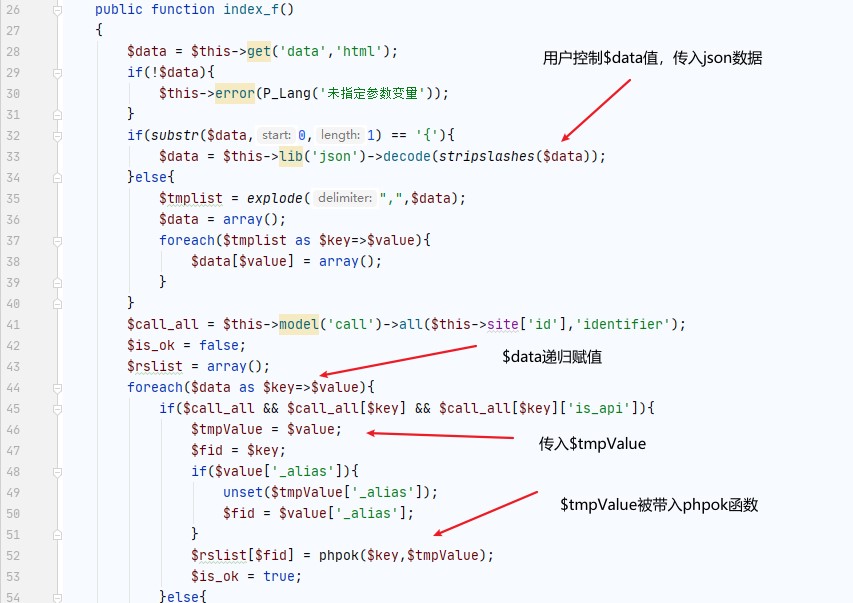 26 public function index_f()
27 {
28 $data = $this->get('data','html');
29 if(!$data){
30 $this->error(P_Lang('未指定参数变量'));
31 }
32 if(substr($data, start: 0, length: 1) == '{'){
33 $data = $this->lib('json')->decode(stripslashes($data));
34 }else{
35 $tmplist = explode( delimiter: ",",$data);
36 $data = array();
37 foreach($tmplist as $key=>$value){
38 $data[$value] = array();
39 }
40 }
41 $call_all = $this->model('call')->all($this->site['id'],'identifier');
42 $is_ok = false;
43 $rslist = array();
44 foreach($data as $key=>$value){
45 if($call_all && $call_all[$key] && $call_all[$key]['is_api']){
46 $tmpValue = $value;
47 $fid = $key;
48 if($value['_alias']){
49 unset($tmpValue['_alias']);
50 $fid = $value['_alias'];
51 }
52 $rslist[$fid] = phpok($key,$tmpValue);
53 $is_ok = true;
54 }else{
用户控制$data值，传入json数据
$data递归赋值
传入$tmpValue
$tmpValue被带入phpok函数